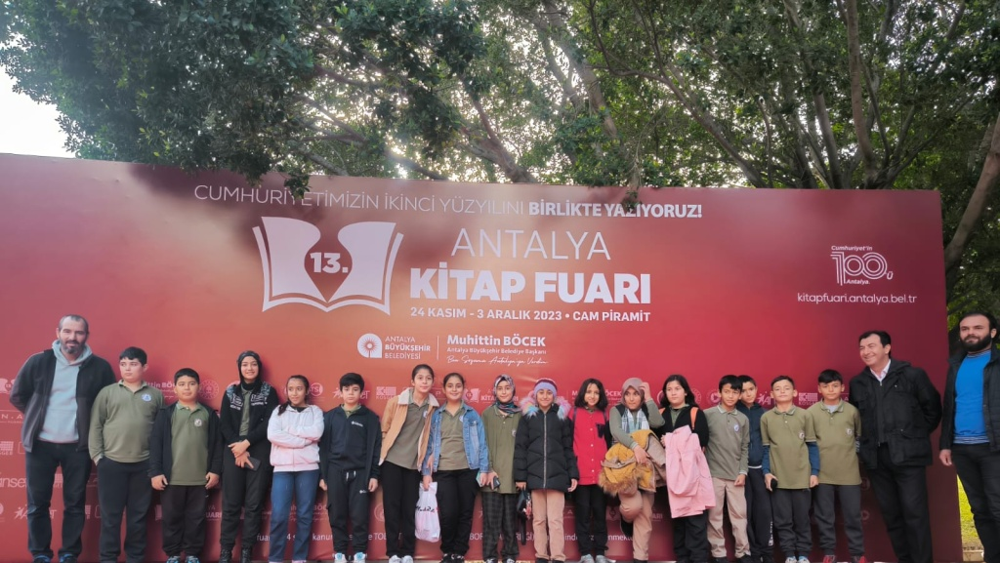 CUMHURİYETİMİZİN İKİNCİ YÜZYILINI BİRLİKTE YAZIYORUZ!
13.
ANTALYA
KİTAP FUARI
24 KASIM - 3 ARALIK 2023 • CAM PİRAMİT
Cumhuriyet'in
100.
Antalya
kitapfuari.antalya.bel.tr
ANTALYA
BÜYÜKŞEHİR
BELEDİYESİ
Muhittin BÖCEK
Antalya Büyükşehir Belediye Başkanı